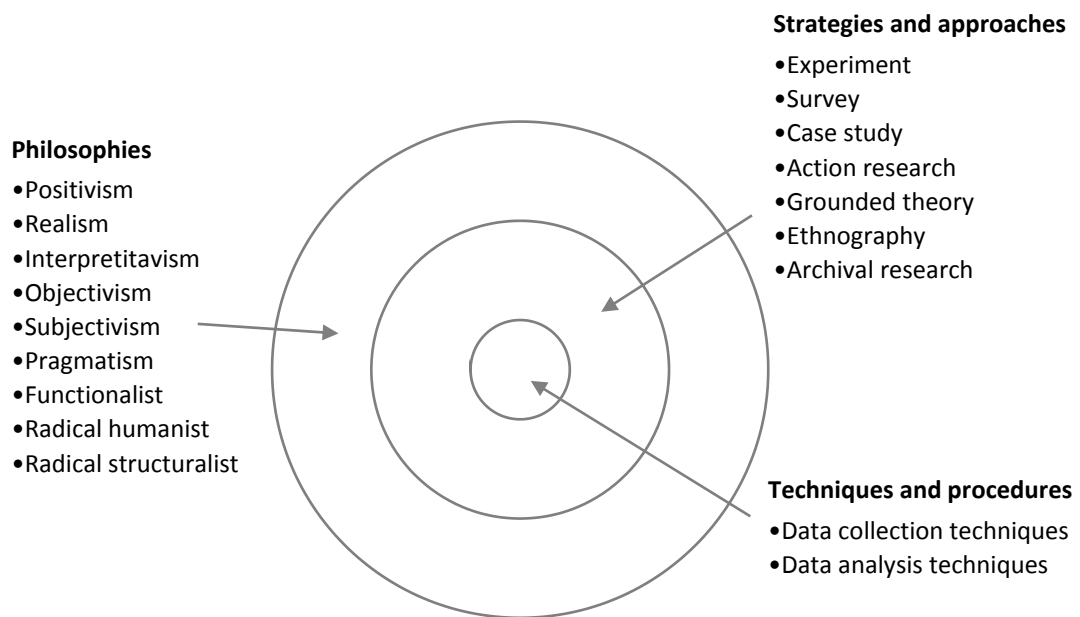 Strategies and approaches
•Experiment
•Survey
•Case study
•Action research
•Grounded theory
•Ethnography
•Archival research
Philosophies
•Positivism
•Realism
•Interpretitavism
•Objectivism
•Subjectivism
•Pragmatism
•Functionalist
•Radical humanist
•Radical structuralist
Techniques and procedures
•Data collection techniques
•Data analysis techniques